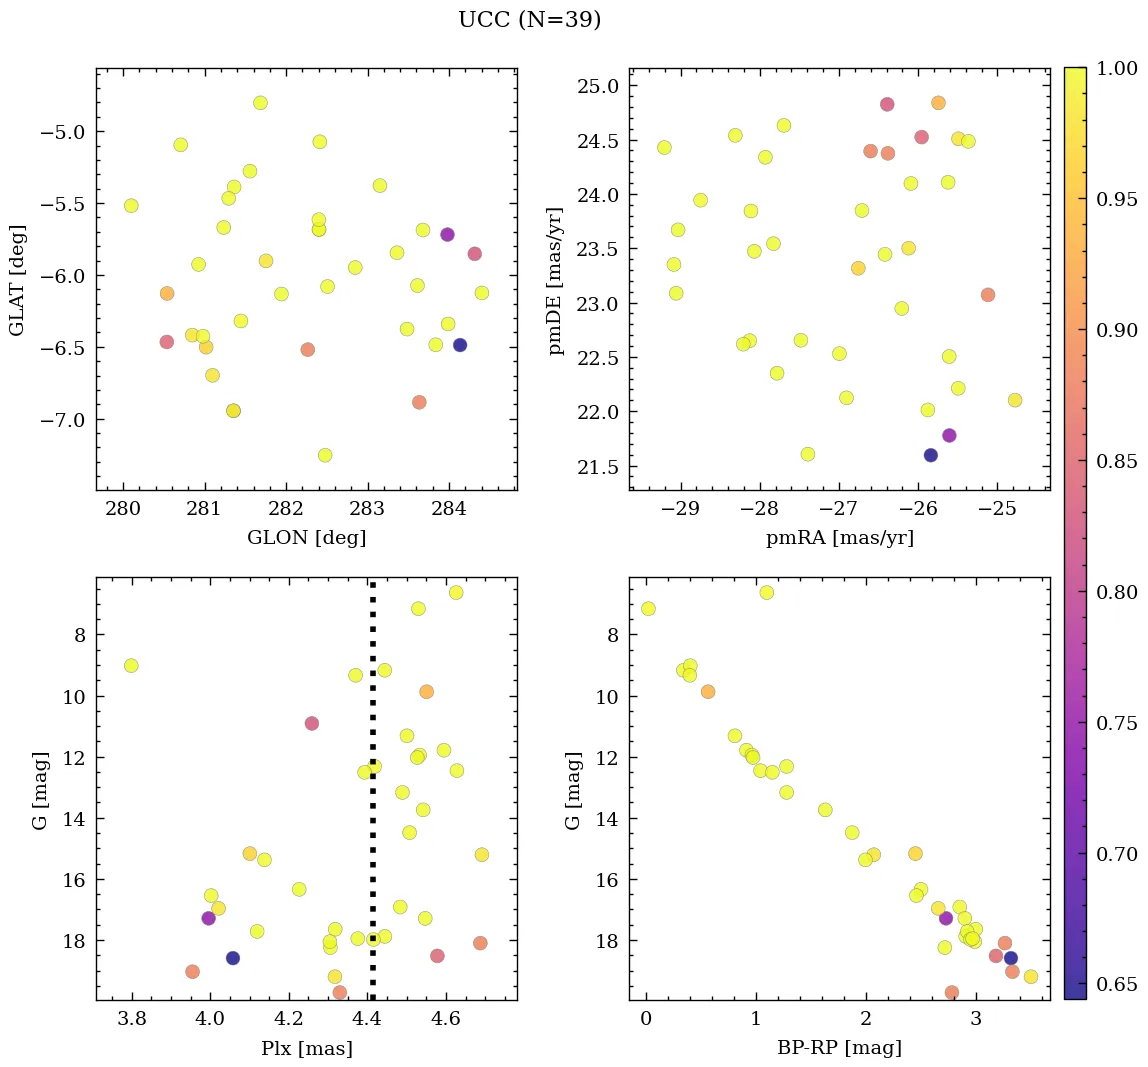 UCC (N=39)
−5.0
−5.5
−6.0
−6.5
−7.0
GLAT [deg]
280 281 282 283 284
GLON [deg]
25.0
24.5
24.0
23.5
23.0
22.5
22.0
21.5
pmDE [mas/yr]
−29 −28 −27 −26 −25
pmRA [mas/yr]
8
10
12
14
16
18
G [mag]
3.8 4.0 4.2 4.4 4.6
Plx [mas]
8
10
12
14
16
18
G [mag]
0 1 2 3
BP-RP [mag]
1.00
0.95
0.90
0.85
0.80
0.75
0.70
0.65